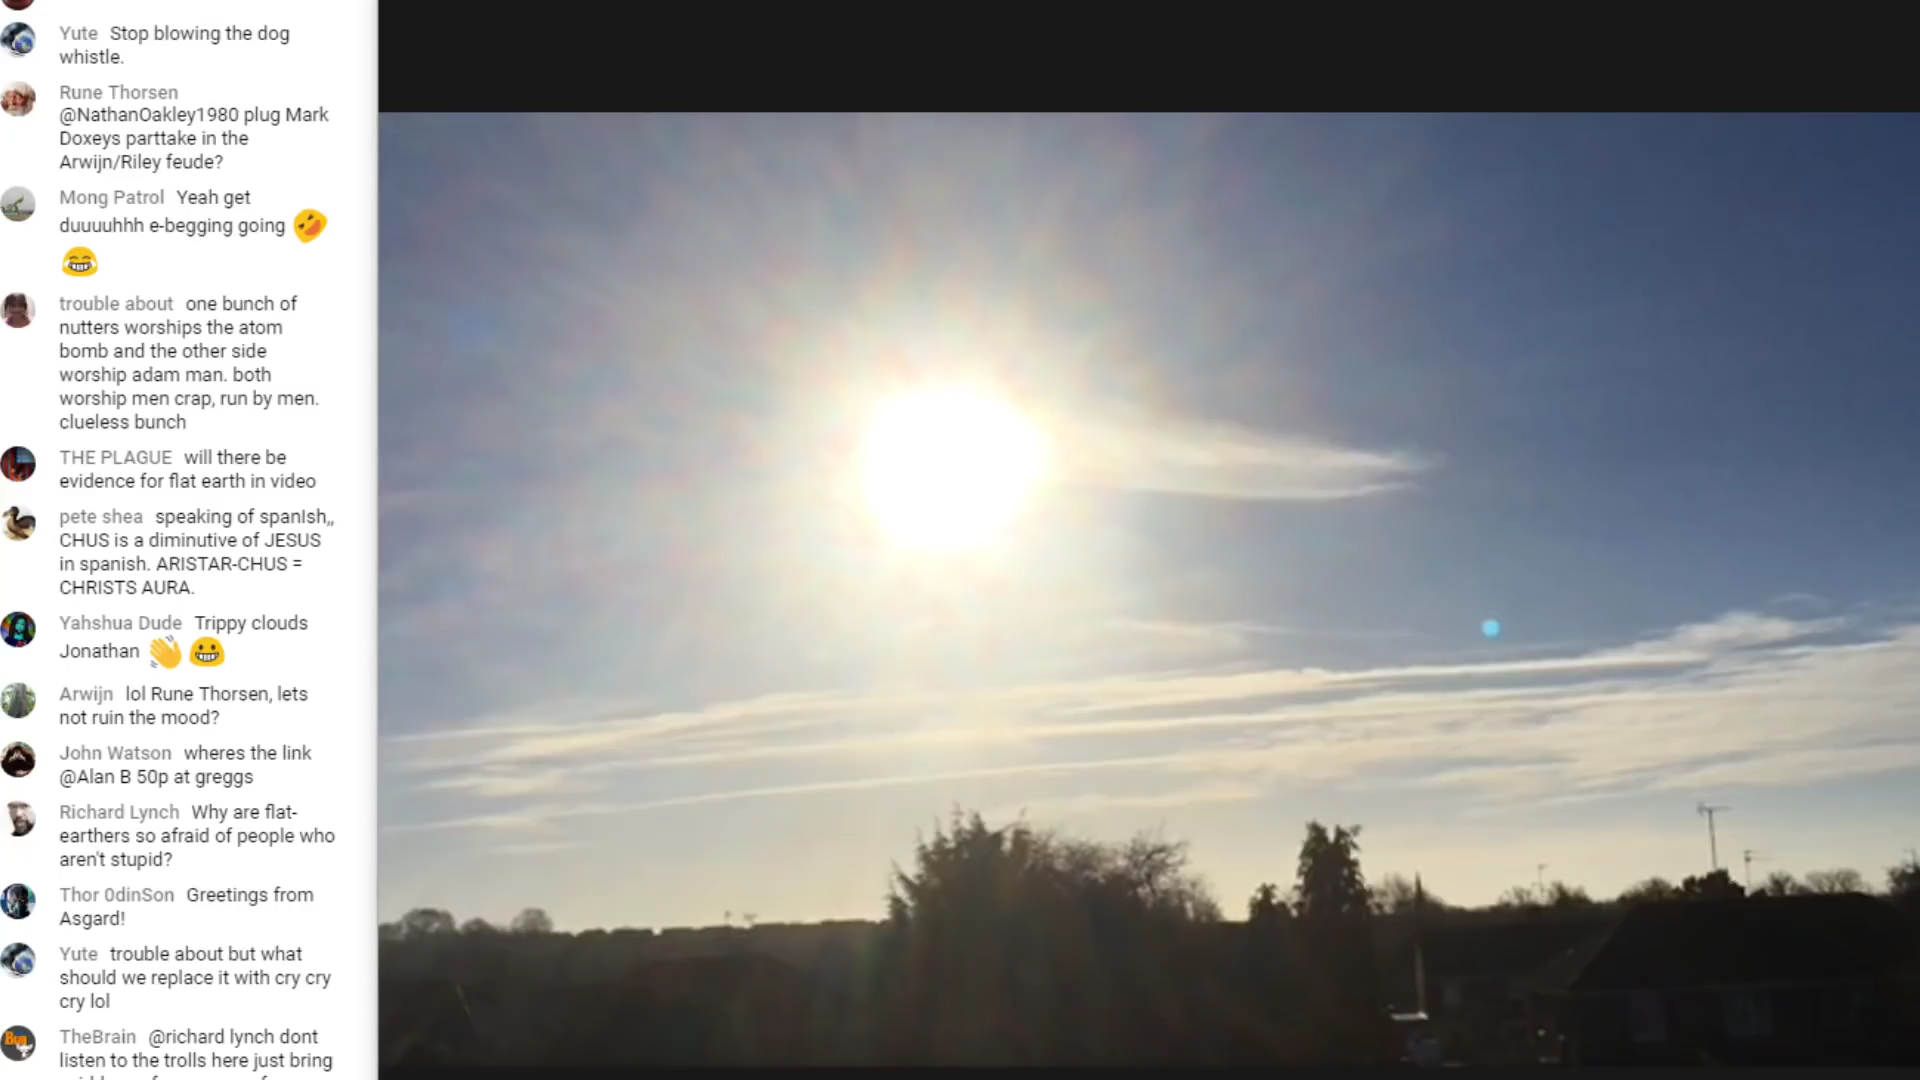 Yute Stop blowing the dog
whistle.
Rune Thorsen
@NathanOakley1980 plug Mark
Doxeys parttake in the
Arwijn/Riley feude?
Mong Patrol Yeah get
duuuuhhh e-begging going 🤣
😂
trouble about one bunch of
nutters worships the atom
bomb and the other side
worship adam man. both
worship men crap, run by men.
clueless bunch
THE PLAGUE will there be
evidence for flat earth in video
pete shea speaking of spanIsh,,
CHUS is a diminutive of JESUS
in spanish. ARISTAR-CHUS =
CHRISTS AURA.
Yahshua Dude Trippy clouds
Jonathan 👋 😀
Arwijn lol Rune Thorsen, lets
not ruin the mood?
John Watson wheres the link
@Alan B 50p at greggs
Richard Lynch Why are flat-
earthers so afraid of people who
aren't stupid?
Thor 0dinSon Greetings from
Asgard!
Yute trouble about but what
should we replace it with cry cry
cry lol
TheBrain @richard lynch dont
listen to the trolls here just bring